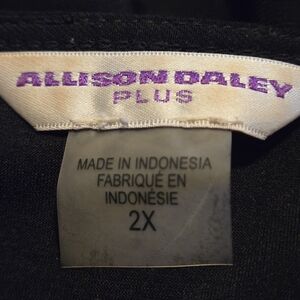 ALLISON DALEY
PLUS
MADE IN INDONESIA
FABRIQUÉ EN
INDONÉSIE
2X